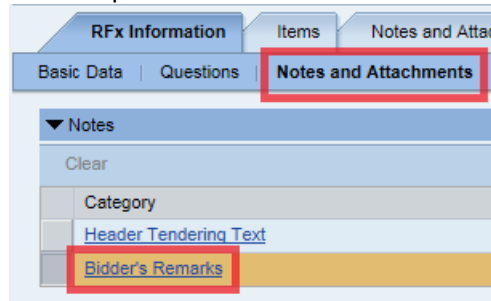 RFx Information Items Notes and Attac
Basic Data | Questions | Notes and Attachments
Notes
Clear
Category
Header Tendering Text
Bidder's Remarks